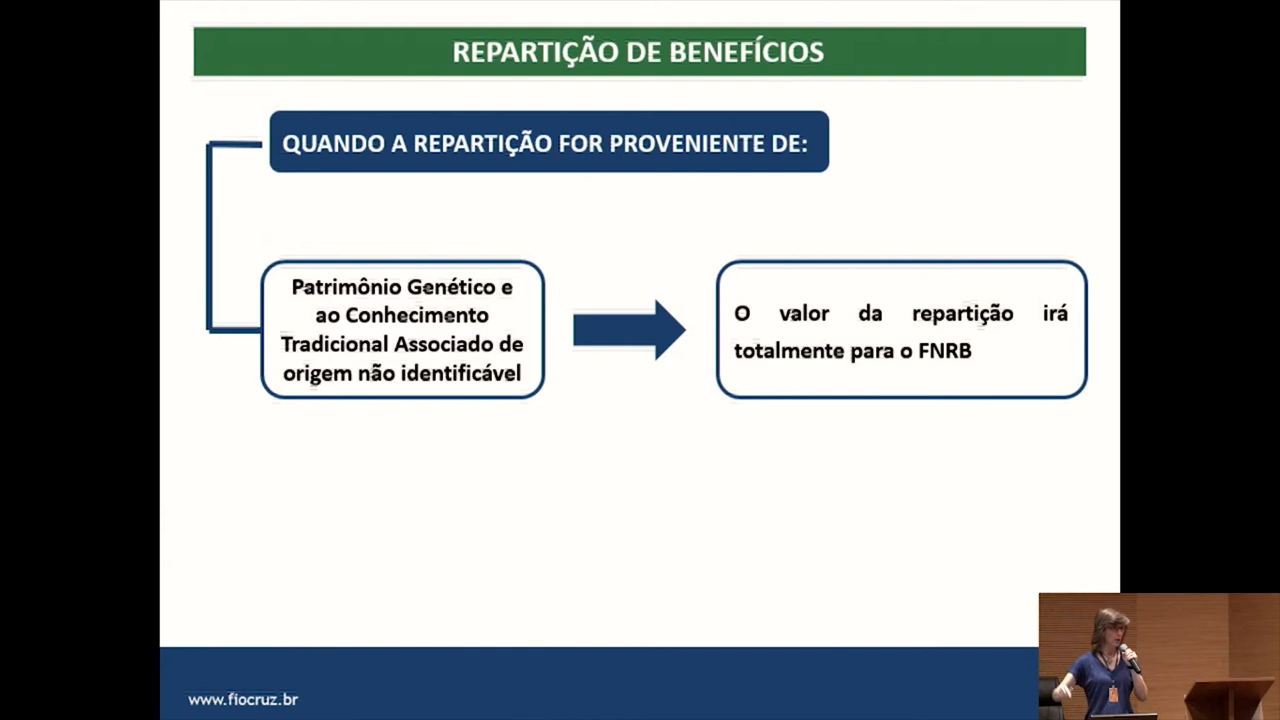 REPARTIÇÃO DE BENEFÍCIOS
QUANDO A REPARTIÇÃO FOR PROVENIENTE DE:
Patrimônio Genético e
ao Conhecimento
Tradicional Associado de
origem não identificável
O valor da repartição irá
totalmente para o FNRB
www.fiocruz.br